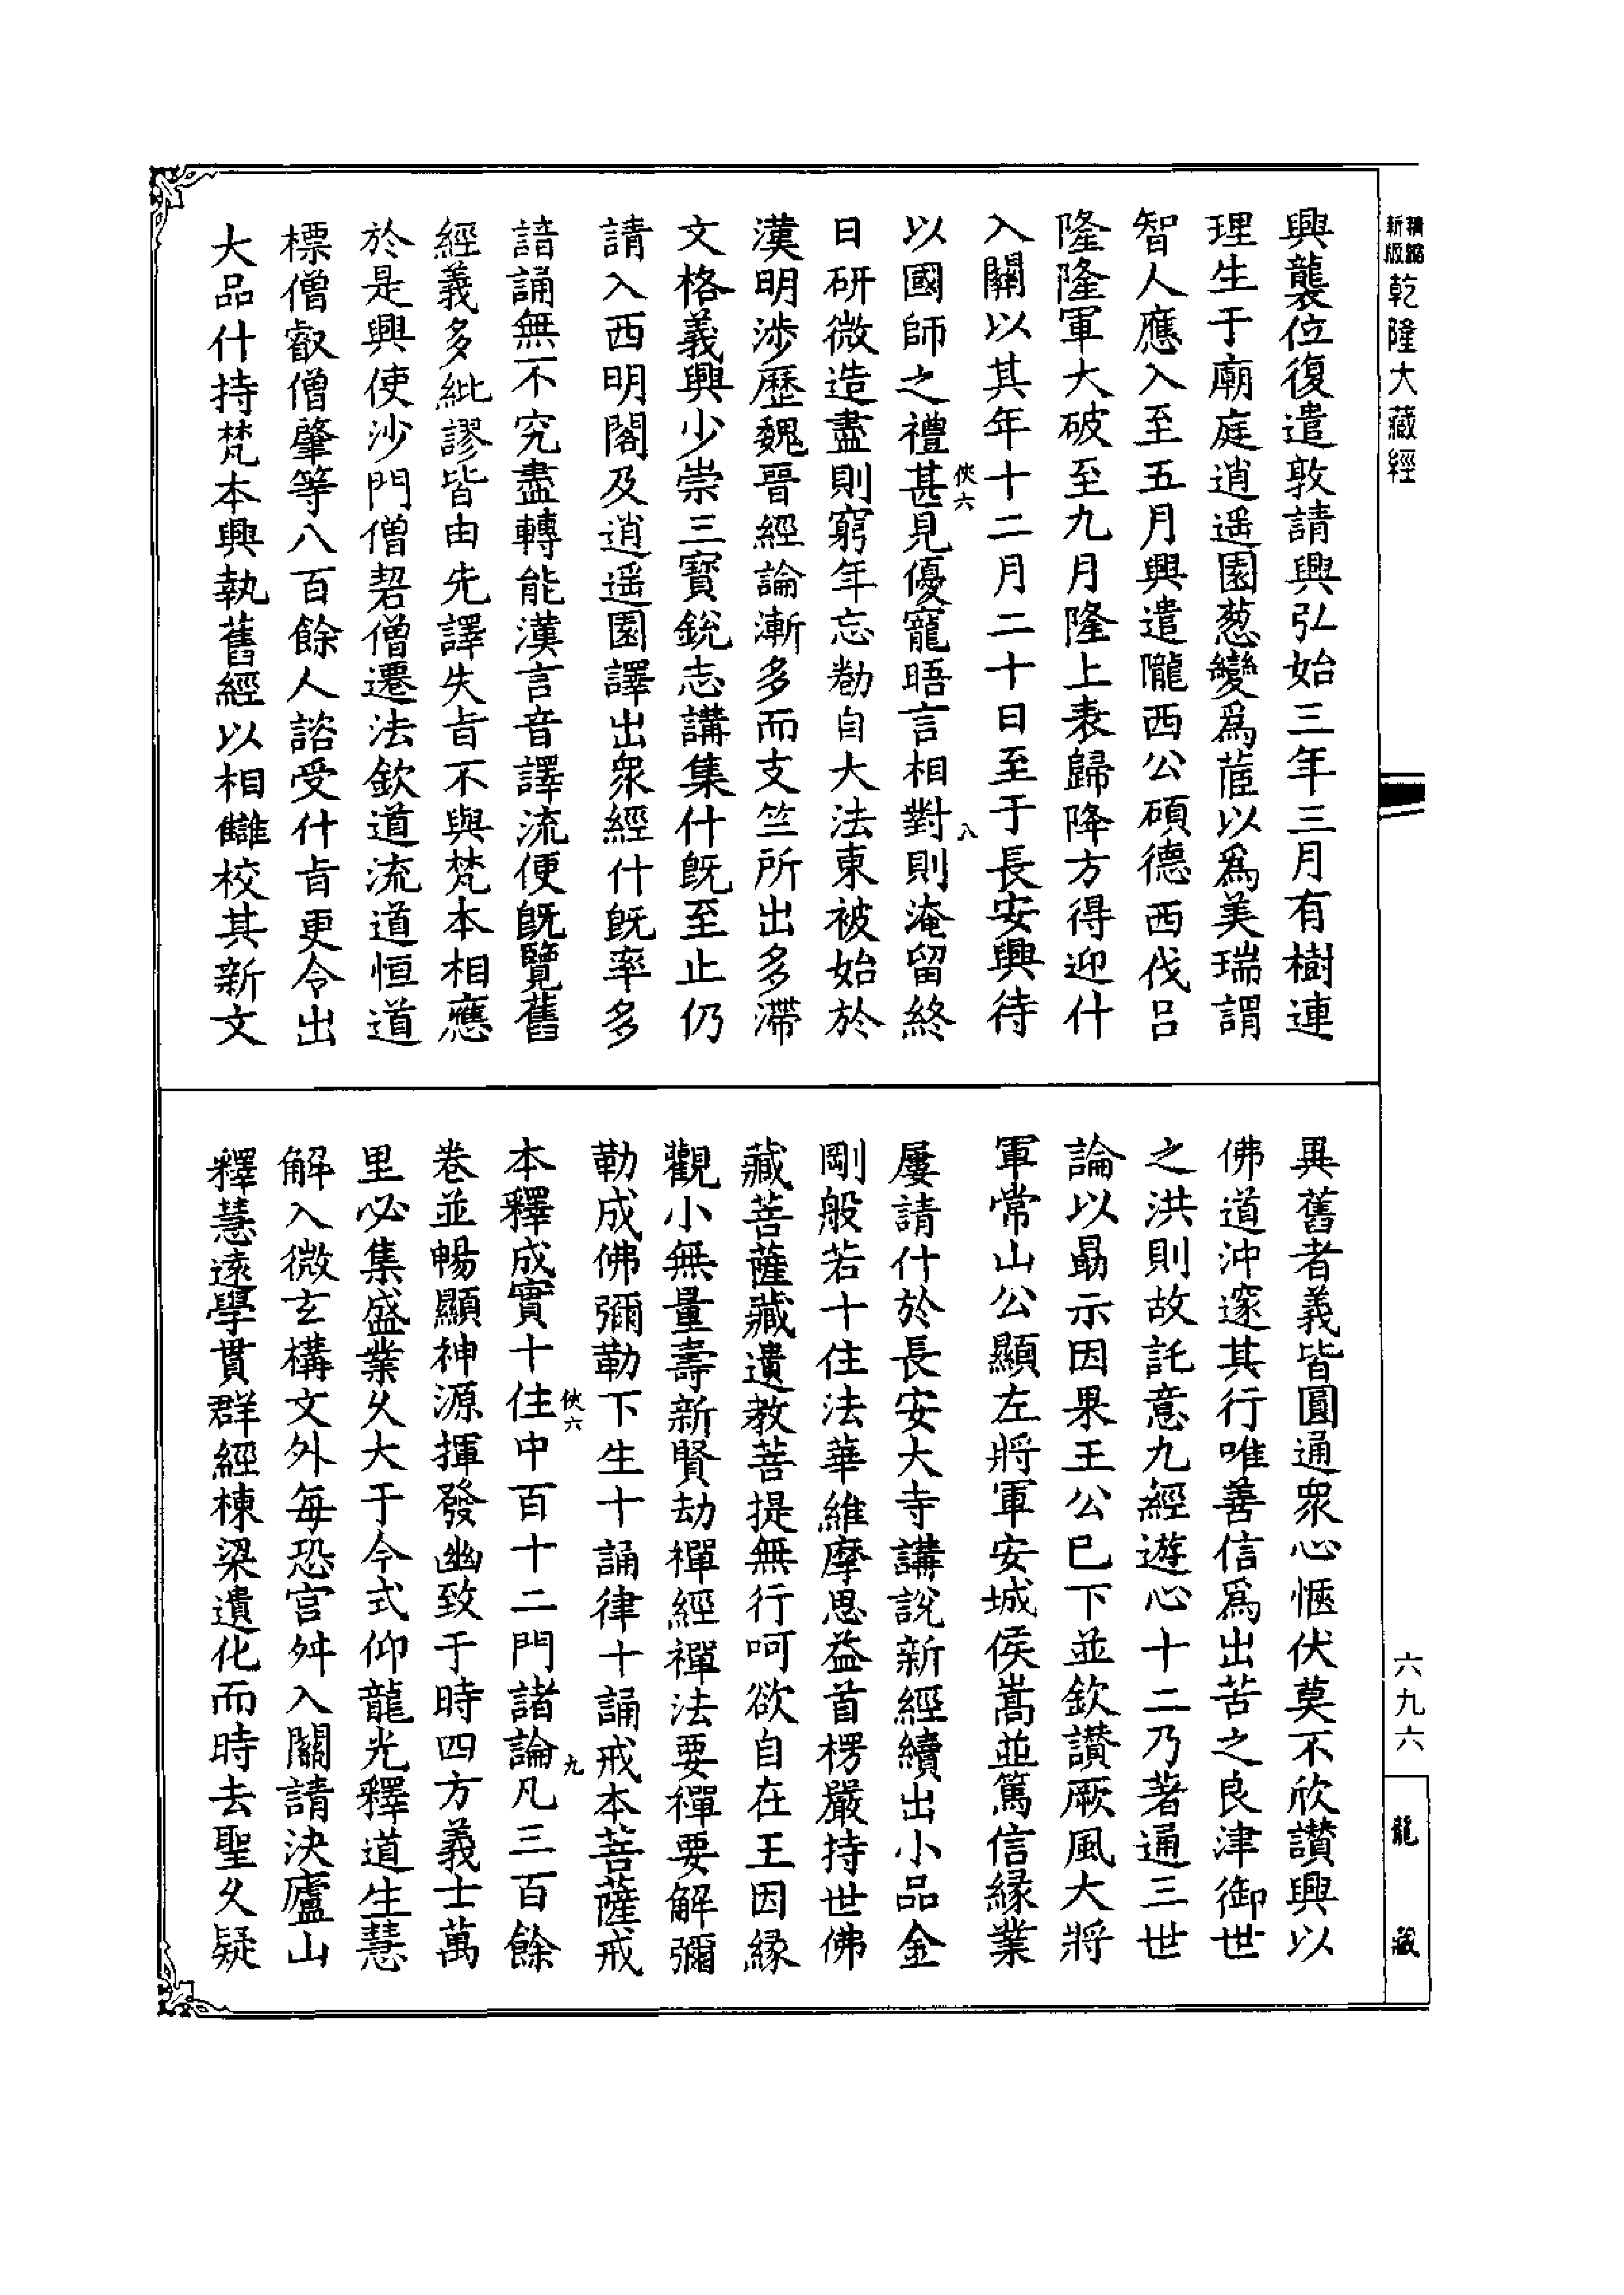 新版
精縮
乾隆大藏經
興襲位復遣敦請興弘始三年三月有樹連
理生于廟庭逍遥園葱變爲茝以爲美瑞謂
智人應入至五月興遣隴西公碩德西伐呂
隆隆軍大破至九月隆上表歸降方得迎什
入關以其年十二月二十日至于長安興待
以國師之禮甚見優寵晤言相對則淹留終
俠六
八
日研微造盡則窮年忘勌自大法東被始於
漢明涉歷魏晉經論漸多而支竺所出多滯
文格義興少崇三寳銳志講集什旣至止仍
請入西明閣及逍遥園譯出衆經什旣率多
諳誦無不究盡轉能漢言音譯流便旣覽舊
經義多紕謬皆由先譯失㫖不與梵本相應
於是興使沙門僧䂮僧遷法欽道流道恒道
標僧叡僧肇等八百餘人諮受什㫖更令出
大品什持梵本興執舊經以相讎校其新文
異舊者義皆圓通衆心愜伏莫不欣讃興以
佛道沖邃其行唯善信爲出苦之良津御世
之洪則故託意九經遊心十二乃著通三世
論以勗示因果王公巳下並欽讃厥風大將
軍常山公顯左將軍安城侯嵩並篤信緣業
屢請什於長安大寺講說新經續出小品金
剛般若十住法華維摩思益首楞嚴持世佛
藏菩薩藏遺教菩提無行呵欲自在王因緣
觀小無量壽新賢劫禪經禪法要禪要解彌
勒成佛彌勒下生十誦律十誦戒本菩薩戒
本釋成實十住中百十二門諸論凡三百餘
俠六
九
卷並暢顯神源揮發幽致于時四方義士萬
里必集盛業久大于今式仰龍光釋道生慧
解入微玄構文外每恐言舛入關請決廬山
釋慧遠學貫群經棟梁遺化而時去聖久疑
六九六
龍藏